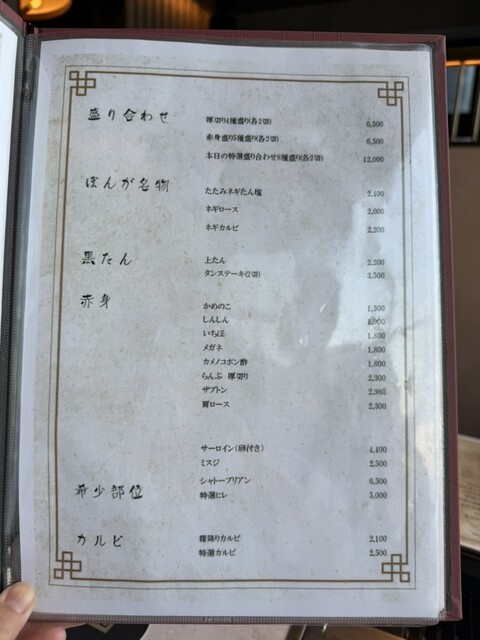 盛り合わせ
厚切り4種盛り(各2切) 6,500
赤身盛り5種盛り(各2切) 6,500
本日の特選盛り合わせ8種盛り(各2切) 12,000
ぽんが名物
たたみネギたん塩 2,400
ネギロース 2,000
ネギカルビ 2,200
黒たん
上たん 2,200
タンステーキ(2切) 3,500
赤身
かめのこ 1,500
しんしん
いちぼ 1,800
メガネ 1,800
カメノコポン酢 1,800
らんぷ 厚切り 2,300
ザブトン 2,980
肩ロース 2,300
サーロイン(卵付き) 4,400
ミスジ 2,500
希少部位
シャトーブリアン 6,500
特選ヒレ 3,000
カルビ
霜降りカルビ 2,100
特選カルビ 2,500